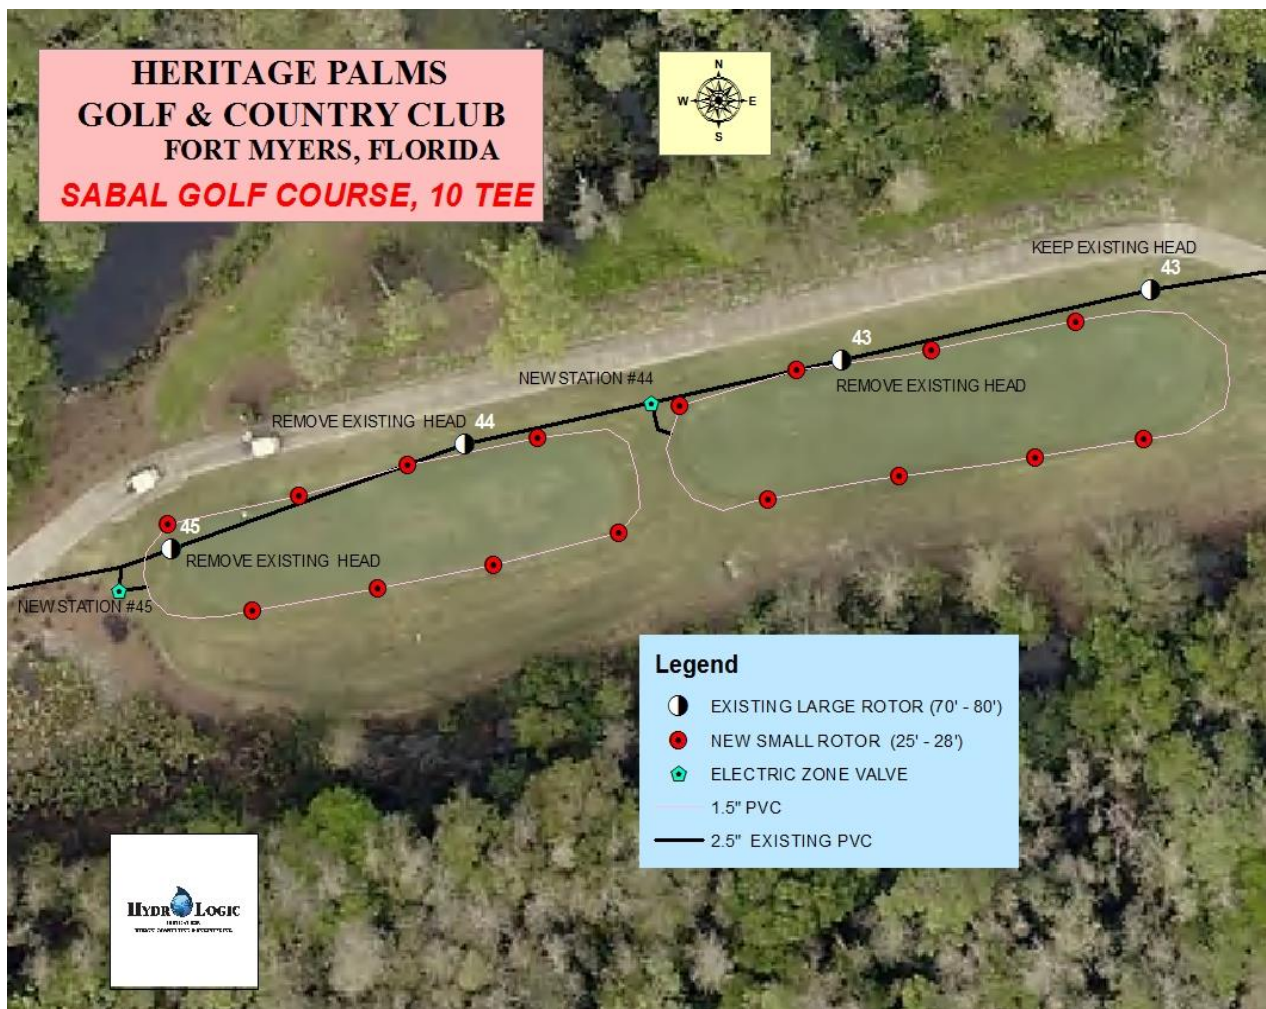 HERITAGE PALMS
GOLF & COUNTRY CLUB
FORT MYERS, FLORIDA
SABAL GOLF COURSE, 10 TEE
N
W E
S
KEEP EXISTING HEAD
43
43
NEW STATION #44
REMOVE EXISTING HEAD
REMOVE EXISTING HEAD
44
45
REMOVE EXISTING HEAD
NEW STATION #45
Legend
EXISTING LARGE ROTOR (70' - 80')
NEW SMALL ROTOR (25' - 28')
ELECTRIC ZONE VALVE
1.5" PVC
2.5" EXISTING PVC
HYDROLOGIC